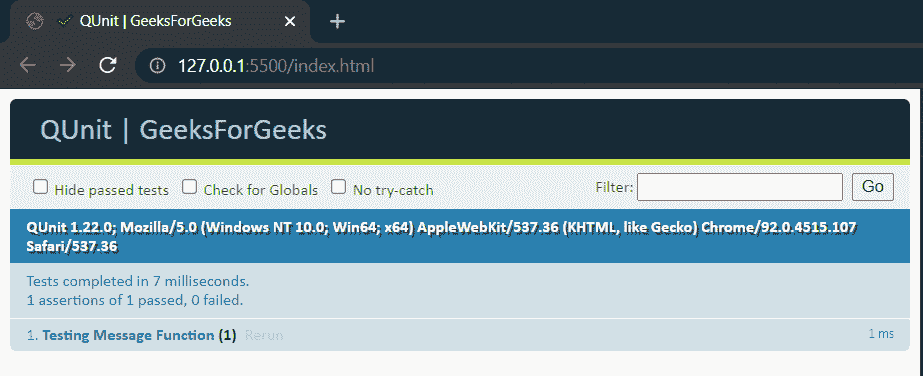 QUnit | GeeksForGeeks
127.0.0.1:5500/index.html
QUnit | GeeksForGeeks
Hide passed tests Check for Globals No try-catch Filter: Go
QUnit 1.22.0; Mozilla/5.0 (Windows NT 10.0; Win64; x64) AppleWebKit/537.36 (KHTML, like Gecko) Chrome/92.0.4515.107
Safari/537.36
Tests completed in 7 milliseconds.
1 assertions of 1 passed, 0 failed.
1. Testing Message Function (1) Rerun 1 ms